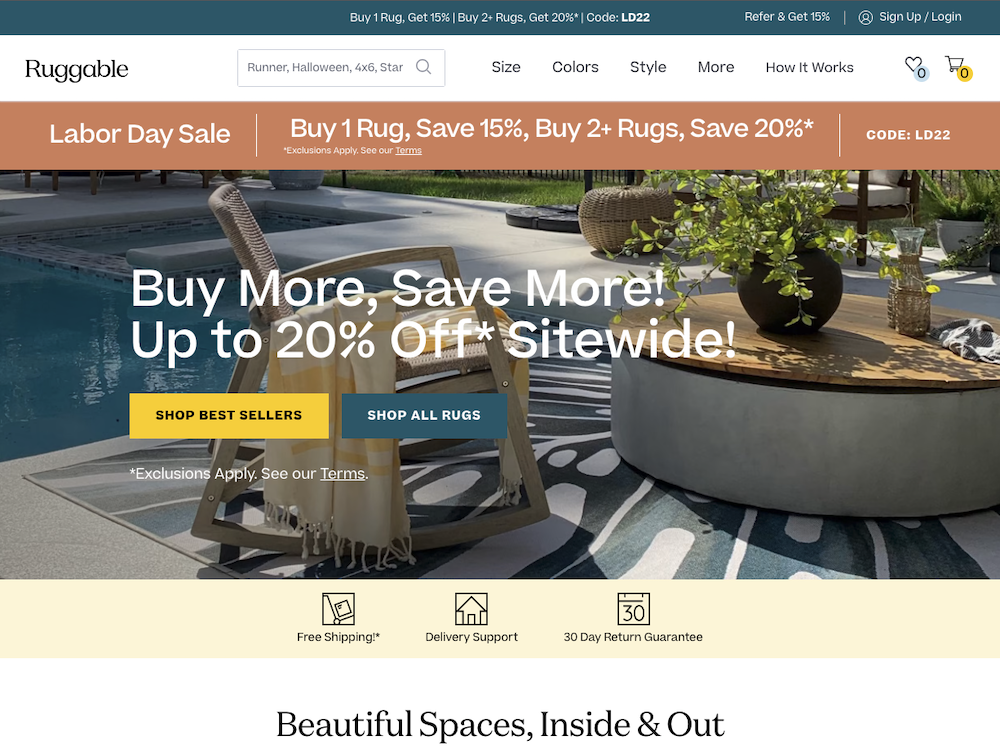 Buy 1 Rug, Get 15% | Buy 2+ Rugs, Get 20%* | Code: LD22
Refer & Get 15%
Sign Up / Login
Ruggable
Runner, Halloween, 4x6, Star
Size
Colors
Style
More
How It Works
0
0
Labor Day Sale
Buy 1 Rug, Save 15%, Buy 2+ Rugs, Save 20%*
*Exclusions Apply. See our Terms
CODE: LD22
Buy More, Save More!
Up to 20% Off* Sitewide!
SHOP BEST SELLERS
SHOP ALL RUGS
*Exclusions Apply. See our Terms.
30
Free Shipping!*
Delivery Support
30 Day Return Guarantee
Beautiful Spaces, Inside & Out